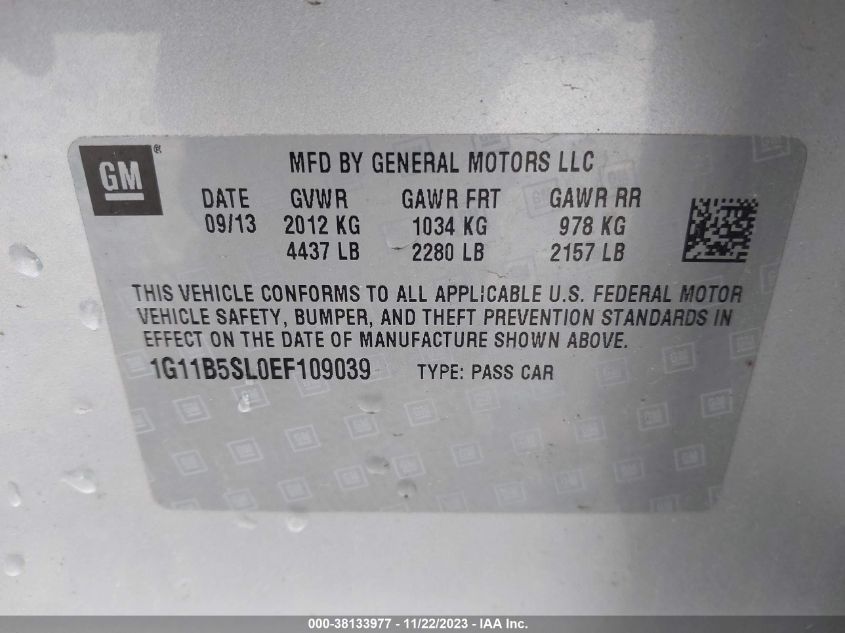 GM®
MFD BY GENERAL MOTORS LLC
DATE GVWR GAWR FRT GAWR RR
09/13 2012 KG 1034 KG 978 KG
4437 LB 2280 LB 2157 LB
THIS VEHICLE CONFORMS TO ALL APPLICABLE U.S. FEDERAL MOTOR
VEHICLE SAFETY, BUMPER, AND THEFT PREVENTION STANDARDS IN
EFFECT ON THE DATE OF MANUFACTURE SHOWN ABOVE.
1G11B5SL0EF109039 TYPE: PASS CAR
000-38133977 - 11/22/2023 - IAA Inc.